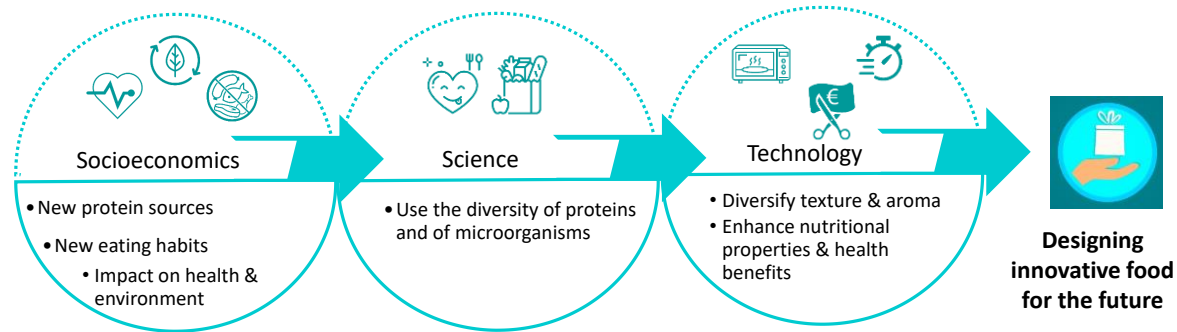 Socioeconomics
• New protein sources
• New eating habits
• Impact on health &
environment
Science
• Use the diversity of proteins
and of microorganisms
€
Technology
• Diversify texture & aroma
• Enhance nutritional
properties & health
benefits
Designing
innovative food
for the future